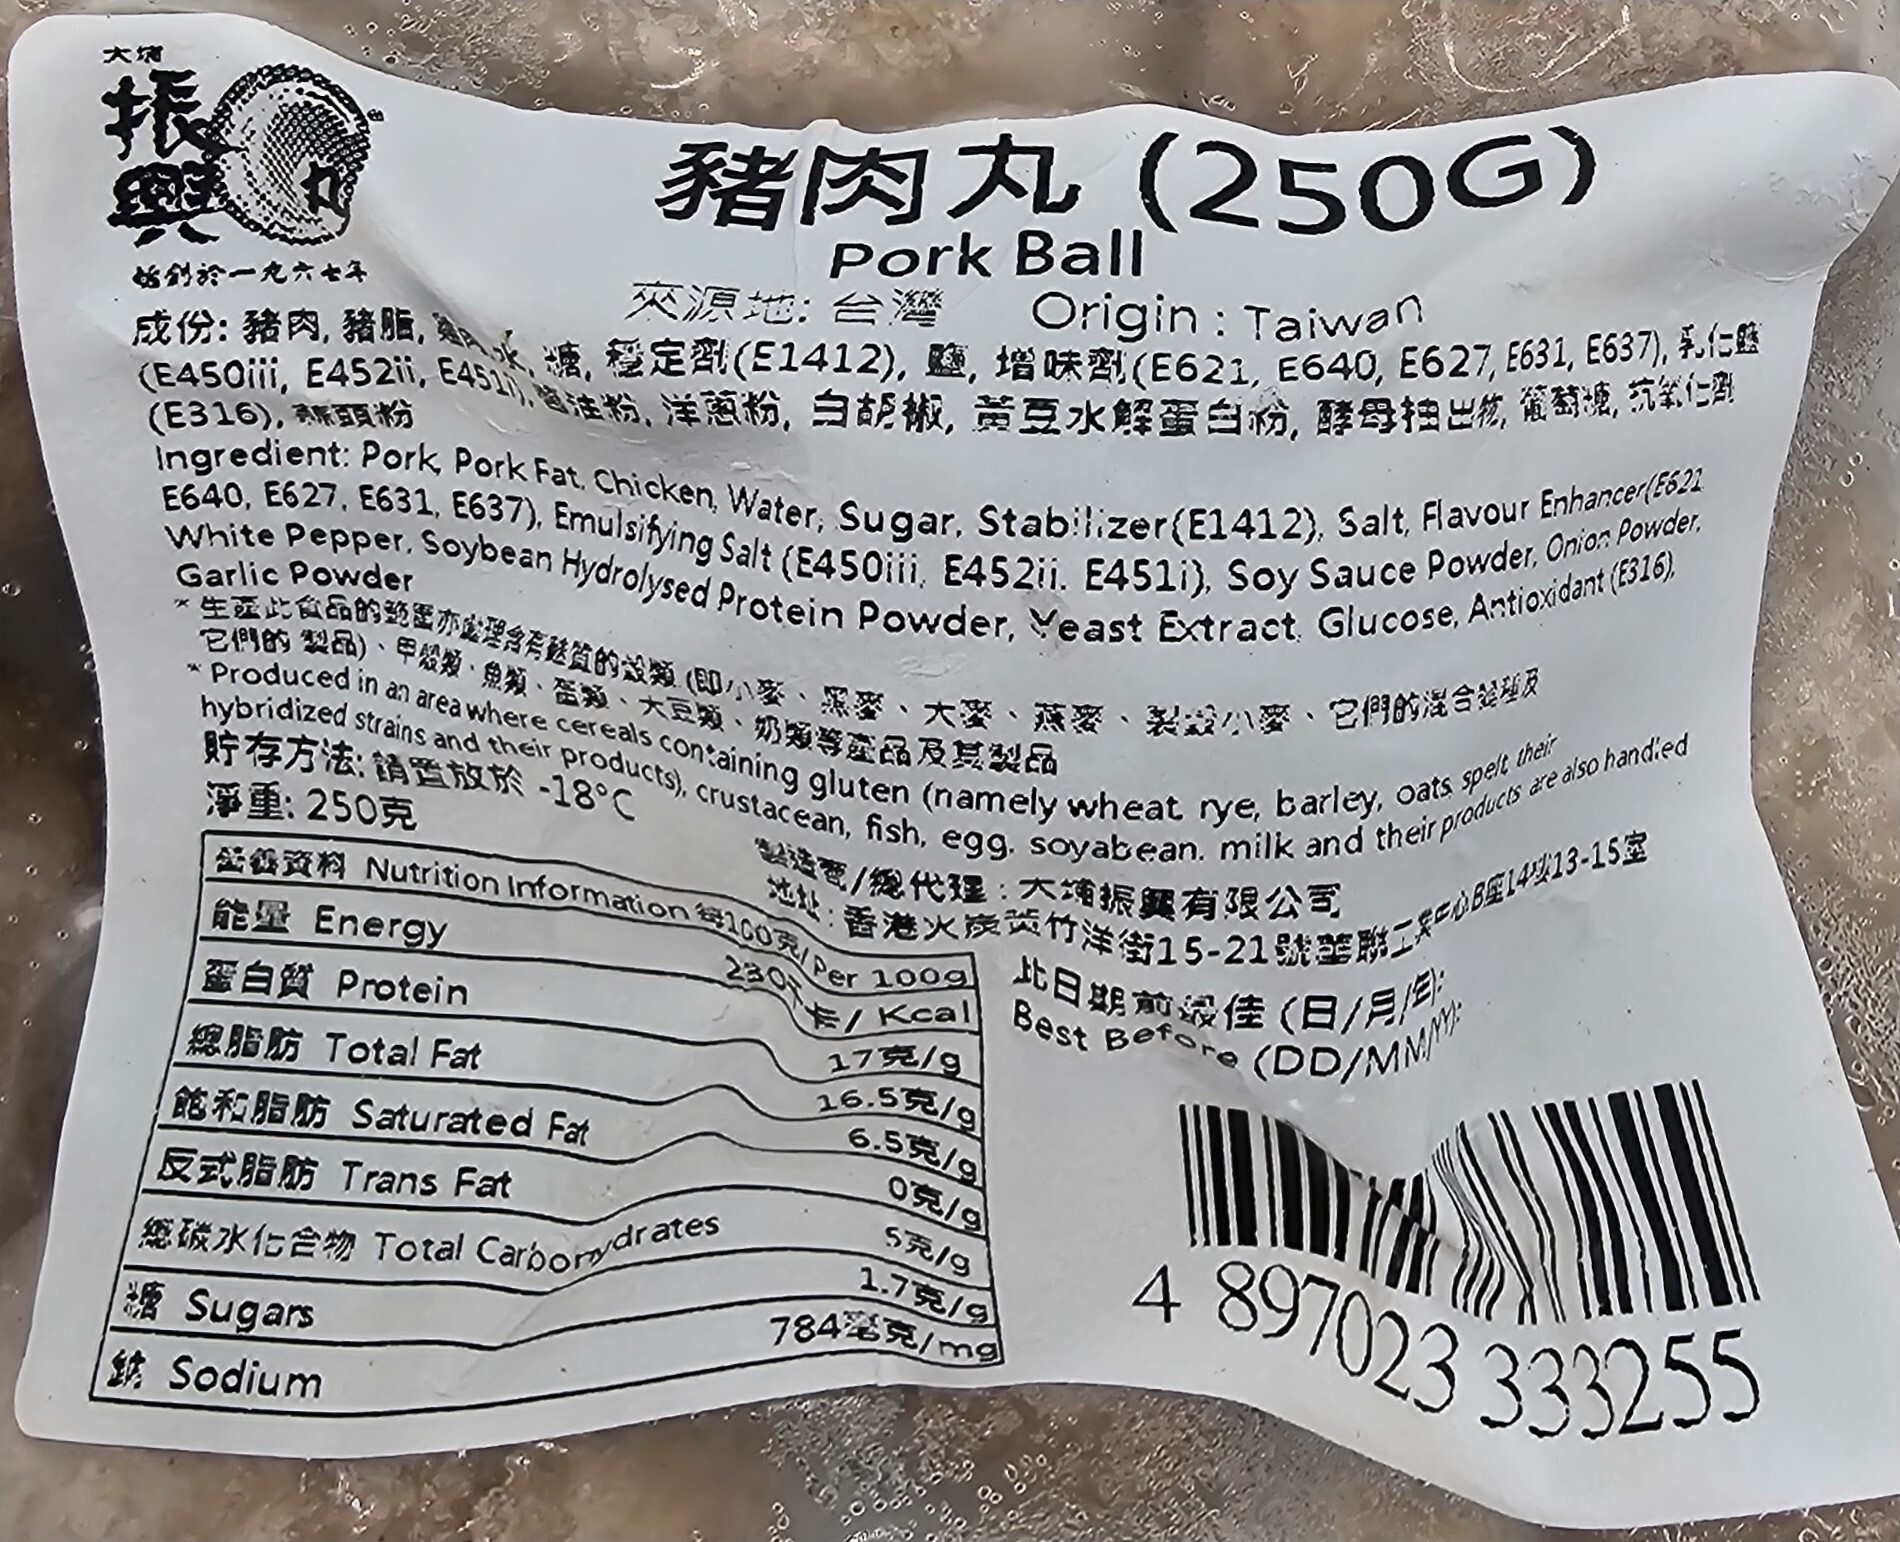 大埔
振興
丸
始創於一九六七年
豬肉丸 (250G)
Pork Ball
來源地: 台灣 Origin : Taiwan
成份: 豬肉, 豬脂, 雞肉, 水, 糖, 穩定劑(E1412), 鹽, 增味劑(E621, E640, E627, E631, E637), 乳化鹽
(E450iii, E452ii, E451i), 醬油粉, 洋蔥粉, 白胡椒, 黃豆水解蛋白粉, 酵母抽出物, 葡萄糖, 抗氧化劑
(E316), 蒜頭粉
Ingredient: Pork, Pork Fat, Chicken, Water, Sugar, Stabilizer(E1412), Salt, Flavour Enhancer(E621
E640, E627, E631, E637), Emulsifying Salt (E450iii, E452ii, E451i), Soy Sauce Powder, Onion Powder,
White Pepper, Soybean Hydrolysed Protein Powder, Yeast Extract, Glucose, Antioxidant (E316),
Garlic Powder
* 生產此食品的範圍亦處理含有麩質的穀類 (即小麥、黑麥、大麥、燕麥、製穀小麥、它們的混合變種及
它們的 製品)、甲殼類、魚類、蛋類、大豆類、奶類等產品及其製品
* Produced in an area where cereals containing gluten (namely wheat, rye, barley, oats, spelt, their
hybridized strains and their products), crustacean, fish, egg, soyabean, milk and their products are also handled
貯存方法: 請置放於 -18°C
淨重: 250克
製造商/總代理 : 大埔振興有限公司
地址 : 香港火炭黃竹洋街15-21號華聯工業中心B座14樓13-15室
營養資料 Nutrition Information 每100克/Per 100g
能量 Energy 230千卡/ Kcal
蛋白質 Protein 17克/g
總脂肪 Total Fat 16.5克/g
飽和脂肪 Saturated Fat 6.5克/g
反式脂肪 Trans Fat 0克/g
總碳水化合物 Total Carbohydrates 5克/g
糖 Sugars 1.7克/g
鈉 Sodium 784毫克/mg
此日期前最佳 (日/月/年):
Best Before (DD/MM/YY):
4 897023 333255